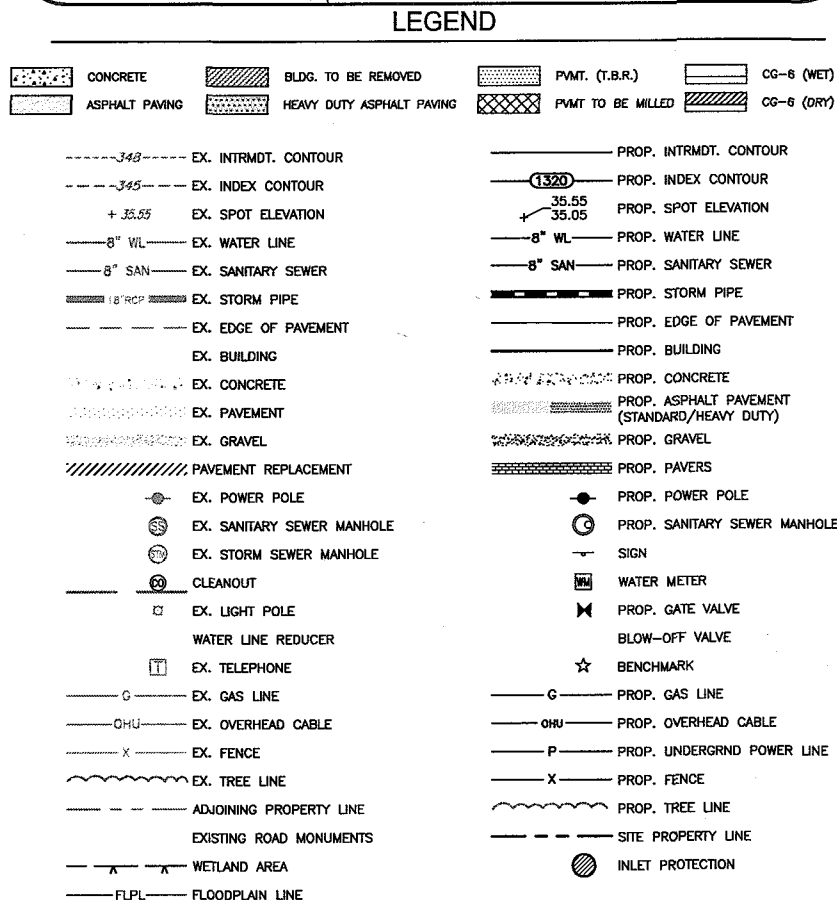 LEGEND
CONCRETE
BLDG. TO BE REMOVED
PVMT. (T.B.R.)
CG-6 (WET)
ASPHALT PAVING
HEAVY DUTY ASPHALT PAVING
PVMT TO BE MILLED
CG-6 (DRY)
348 EX. INTRMDT. CONTOUR
345 EX. INDEX CONTOUR
+ 35.55 EX. SPOT ELEVATION
8" WL EX. WATER LINE
8" SAN EX. SANITARY SEWER
18"RCP EX. STORM PIPE
EX. EDGE OF PAVEMENT
EX. BUILDING
EX. CONCRETE
EX. PAVEMENT
EX. GRAVEL
PAVEMENT REPLACEMENT
EX. POWER POLE
SS EX. SANITARY SEWER MANHOLE
STM EX. STORM SEWER MANHOLE
CO CLEANOUT
EX. LIGHT POLE
WATER LINE REDUCER
T EX. TELEPHONE
G EX. GAS LINE
OHU EX. OVERHEAD CABLE
X EX. FENCE
EX. TREE LINE
ADJOINING PROPERTY LINE
EXISTING ROAD MONUMENTS
WETLAND AREA
FLPL FLOODPLAIN LINE
PROP. INTRMDT. CONTOUR
1320 PROP. INDEX CONTOUR
35.55
+ 35.05 PROP. SPOT ELEVATION
8" WL PROP. WATER LINE
8" SAN PROP. SANITARY SEWER
PROP. STORM PIPE
PROP. EDGE OF PAVEMENT
PROP. BUILDING
PROP. CONCRETE
PROP. ASPHALT PAVEMENT
(STANDARD/HEAVY DUTY)
PROP. GRAVEL
PROP. PAVERS
PROP. POWER POLE
PROP. SANITARY SEWER MANHOLE
SIGN
WM WATER METER
PROP. GATE VALVE
BLOW-OFF VALVE
BENCHMARK
G PROP. GAS LINE
OHU PROP. OVERHEAD CABLE
P PROP. UNDERGRND POWER LINE
X PROP. FENCE
PROP. TREE LINE
SITE PROPERTY LINE
INLET PROTECTION